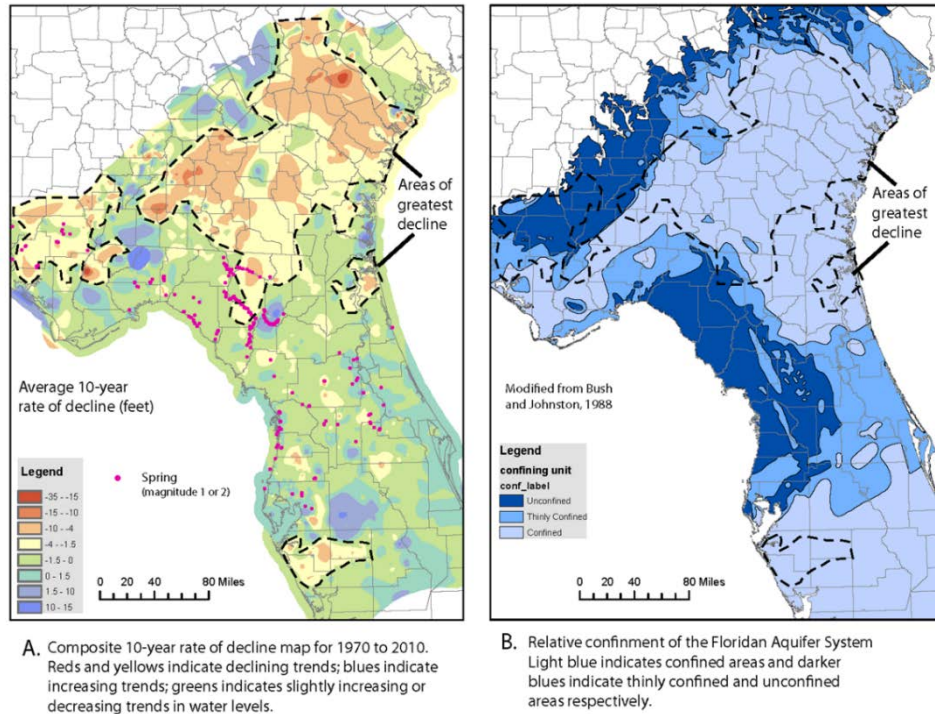 Areas of
greatest
decline
Average 10-year
rate of decline (feet)
Legend
-35 - -15
-15 - -10
-10 - -4
-4 - -1.5
-1.5 - 0
0 - 1.5
1.5 - 10
10 - 15
Spring
(magnitude 1 or 2)
0 20 40 80 Miles
A. Composite 10-year rate of decline map for 1970 to 2010.
Reds and yellows indicate declining trends; blues indicate
increasing trends; greens indicates slightly increasing or
decreasing trends in water levels.
Areas of
greatest
decline
Modified from Bush
and Johnston, 1988
Legend
confining unit
conf_label
Unconfined
Thinly Confined
Confined
0 20 40 80 Miles
B. Relative confinment of the Floridan Aquifer System
Light blue indicates confined areas and darker
blues indicate thinly confined and unconfined
areas respectively.